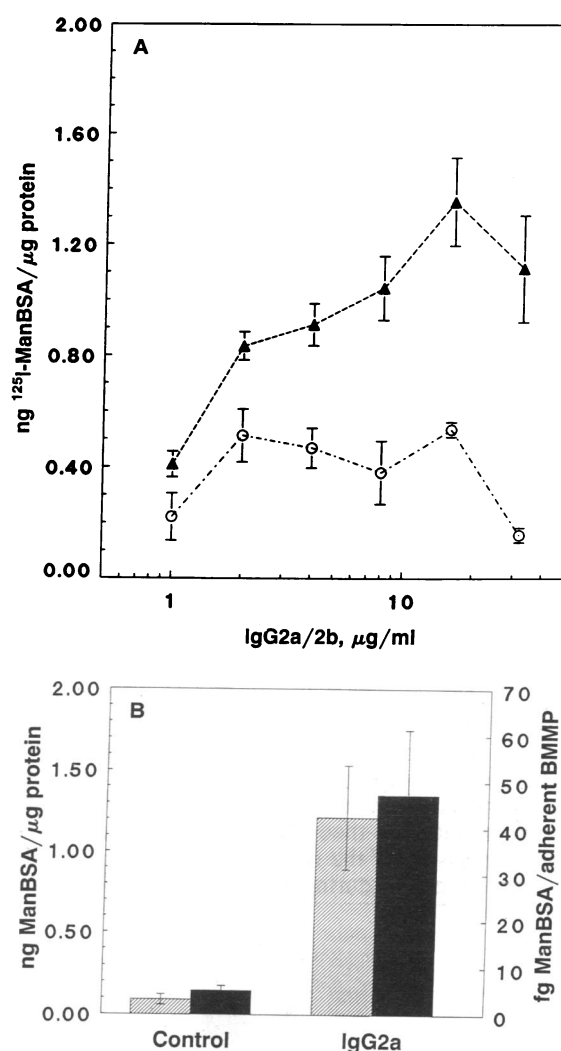 2.00
A
1.60
1.20
0.80
0.40
0.00
ng ¹²⁵I-ManBSA/μg protein
1 10
IgG2a/2b, μg/ml
2.00
B
1.50
1.00
0.50
0.00
ng ManBSA/μg protein
70
60
50
40
30
20
10
0
fg ManBSA/adherent BMMP
Control IgG2a